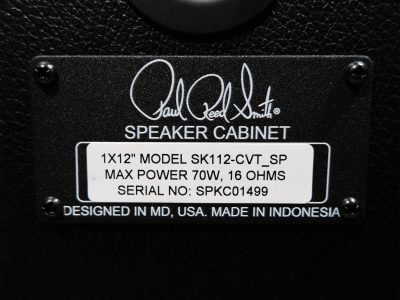 Paul Reed Smith®
SPEAKER CABINET
1X12" MODEL SK112-CVT_SP
MAX POWER 70W, 16 OHMS
SERIAL NO: SPKC01499
DESIGNED IN MD, USA. MADE IN INDONESIA